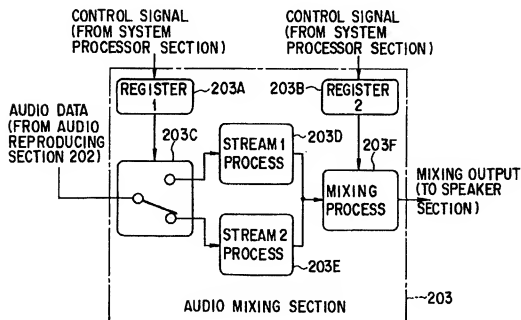 CONTROL SIGNAL
(FROM SYSTEM
PROCESSOR SECTION)
CONTROL SIGNAL
(FROM SYSTEM
PROCESSOR SECTION)
REGISTER
1
203A
203B
REGISTER
2
AUDIO DATA
(FROM AUDIO
REPRODUCING
SECTION 202)
203C
STREAM 1
PROCESS
203D
203F
MIXING
PROCESS
MIXING OUTPUT
(TO SPEAKER
SECTION)
STREAM 2
PROCESS
203E
AUDIO MIXING SECTION
203